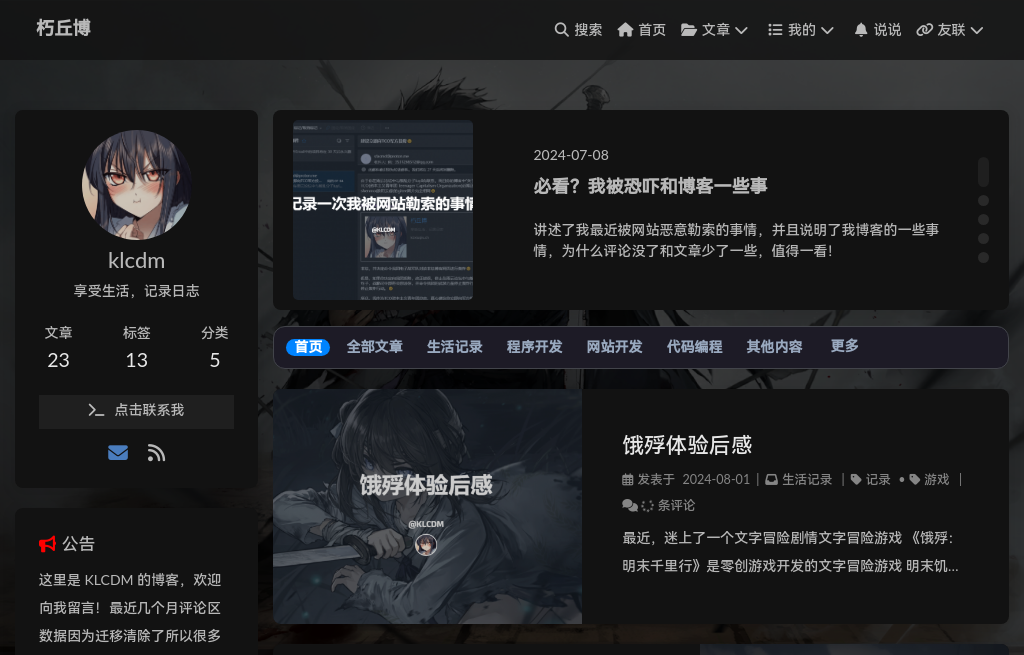 朽丘博
搜索 首页 文章 我的 说说 友联
klcdm
享受生活，记录日志
文章 标签 分类
23 13 5
点击联系我
公告
这里是 KLCDM 的博客，欢迎
向我留言！最近几个月评论区
数据因为迁移清除了所以很多
记录一次我被网站勒索的事情
@KLCDM
2024-07-08
必看？我被恐吓和博客一些事
讲述了我最近被网站恶意勒索的事情，并且说明了我博客的一些事
情，为什么评论没了和文章少了一些，值得一看！
首页 全部文章 生活记录 程序开发 网站开发 代码编程 其他内容 更多
饿殍体验后感
@KLCDM
饿殍体验后感
发表于 2024-08-01 | 生活记录 | 记录 • 游戏 |
条评论
最近，迷上了一个文字冒险剧情文字冒险游戏 《饿殍：
明末千里行》是零创游戏开发的文字冒险游戏 明末饥...